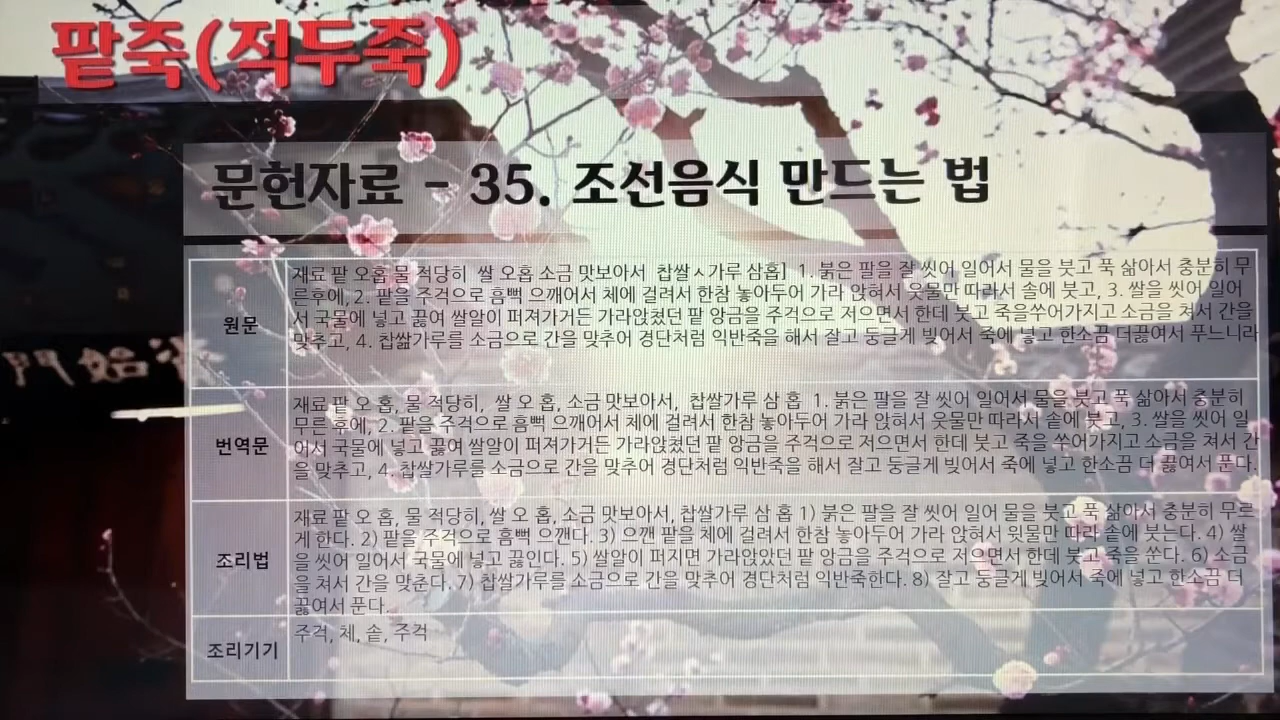 팥죽(적두죽)
문헌자료 - 35. 조선음식 만드는 법
원문
재료 팥 오홉 물 적당히 쌀 오홉 소금 맛보아서 찹쌀ㅅ가루 삼홉] 1. 붉은 팔을 잘 씻어 일어서 물을 붓고 푹 삶아서 충분히 무
른후에, 2. 팥을 주걱으로 흠뻑 으깨어서 체에 걸려서 한참 놓아두어 가라 앉혀서 웃물만 따라서 솔에 붓고, 3. 쌀을 씻어 일어
서 국물에 넣고 끓여 쌀알이 퍼져가거든 가라앉혔던 팥 앙금을 주걱으로 저으면서 한데 붓고 죽을쑤어가지고 소금을 쳐서 간을
맞추고, 4. 찹쌂가루를 소금으로 간을 맞추어 경단처럼 익반죽을 해서 잘고 둥글게 빚어서 죽에 넣고 한소끔 더끓여서 푸느니라
번역문
재료 팥 오 홉, 물 적당히, 쌀 오 홉, 소금 맛보아서, 찹쌀가루 삼 홉 1. 붉은 팔을 잘 씻어 일어서 물을 붓고 푹 삶아서 충분히
무른 후에, 2. 팥을 주걱으로 흠뻑 으깨어서 체에 걸려서 한참 놓아두어 가라 앉혀서 웃물만 따라서 솥에 붓고, 3. 쌀을 씻어 일
어서 국물에 넣고 끓여 쌀알이 퍼져가거든 가라앉혔던 팥 앙금을 주걱으로 저으면서 한데 붓고 죽을 쑤어가지고 소금을 쳐서 간
을 맞추고, 4. 찹쌀가루를 소금으로 간을 맞추어 경단처럼 익반죽을 해서 잘고 둥글게 빚어서 죽에 넣고 한소끔 더 끓여서 푼다.
조리법
재료 팥 오 홉, 물 적당히, 쌀 오 홉, 소금 맛보아서, 찹쌀가루 삼 홉 1) 붉은 팔을 잘 씻어 일어 물을 붓고 푹 삶아서 충분히 무르
게 한다. 2) 팥을 주걱으로 흠뻑 으깬다. 3) 으깬 팥을 체에 걸려서 한참 놓아두어 가라 앉혀서 윗물만 따라 솥에 붓는다. 4) 쌀
을 씻어 일어서 국물에 넣고 끓인다. 5) 쌀알이 퍼지면 가라앉았던 팥 앙금을 주걱으로 저으면서 한데 붓고 죽을 쑨다. 6) 소금
을 쳐서 간을 맞춘다. 7) 찹쌀가루를 소금으로 간을 맞추어 경단처럼 익반죽한다. 8) 잘고 둥글게 빚어서 죽에 넣고 한소끔 더
끓여서 푼다.
조리기기
주걱, 체, 솥, 주걱